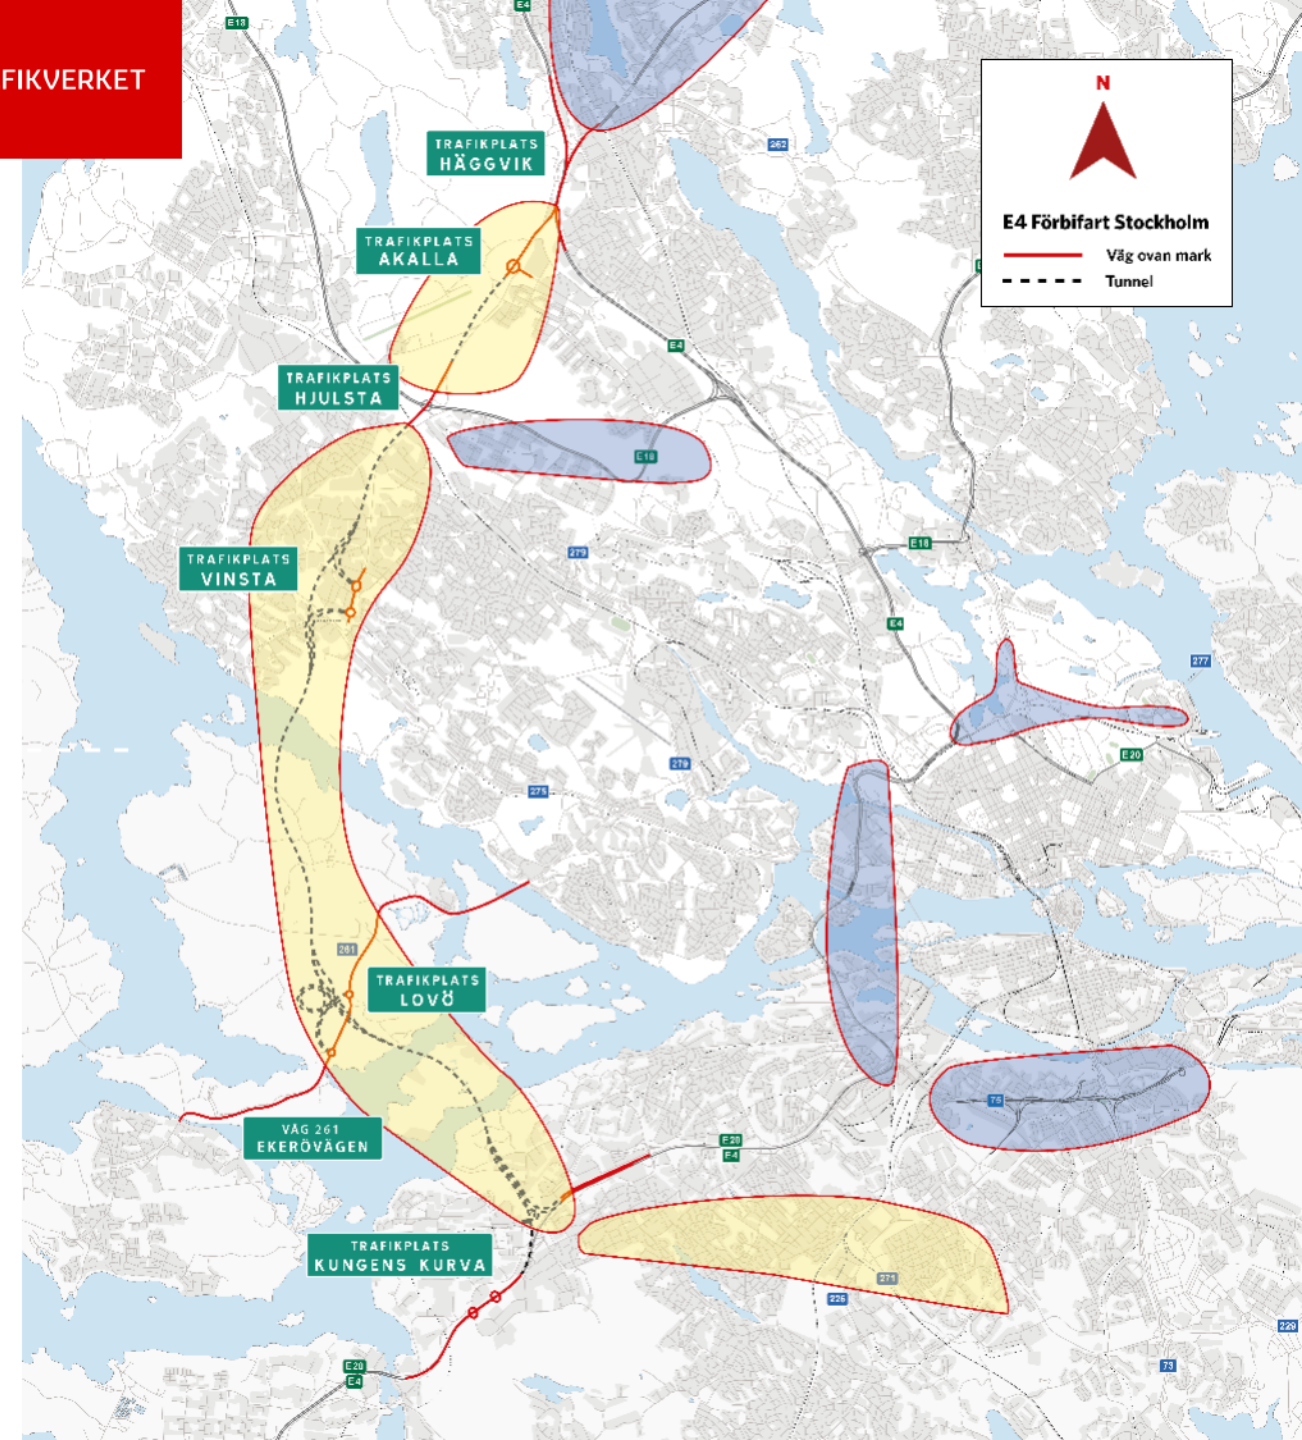 FIKVERKET
E18
E4
262
N
E4 Förbifart Stockholm
Väg ovan mark
Tunnel
TRAFIKPLATS
HÄGGVIK
TRAFIKPLATS
AKALLA
E4
TRAFIKPLATS
HJULSTA
E18
279
E18
TRAFIKPLATS
VINSTA
E4
277
279
E20
275
261
TRAFIKPLATS
LOVÖ
75
VÄG 261
EKERÖVÄGEN
E20
E4
TRAFIKPLATS
KUNGENS KURVA
271
226
229
E20
E4
73